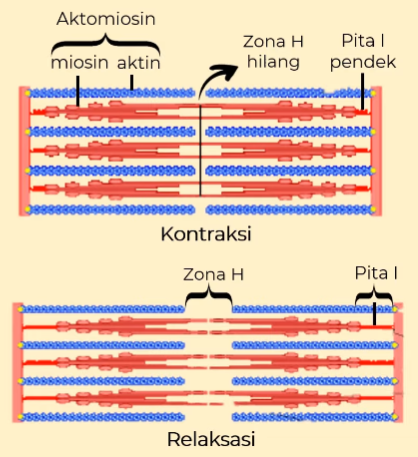 Aktomiosin
miosin aktin
Zona H
hilang
Pita I
pendek
Kontraksi
Zona H
Pita I
Relaksasi